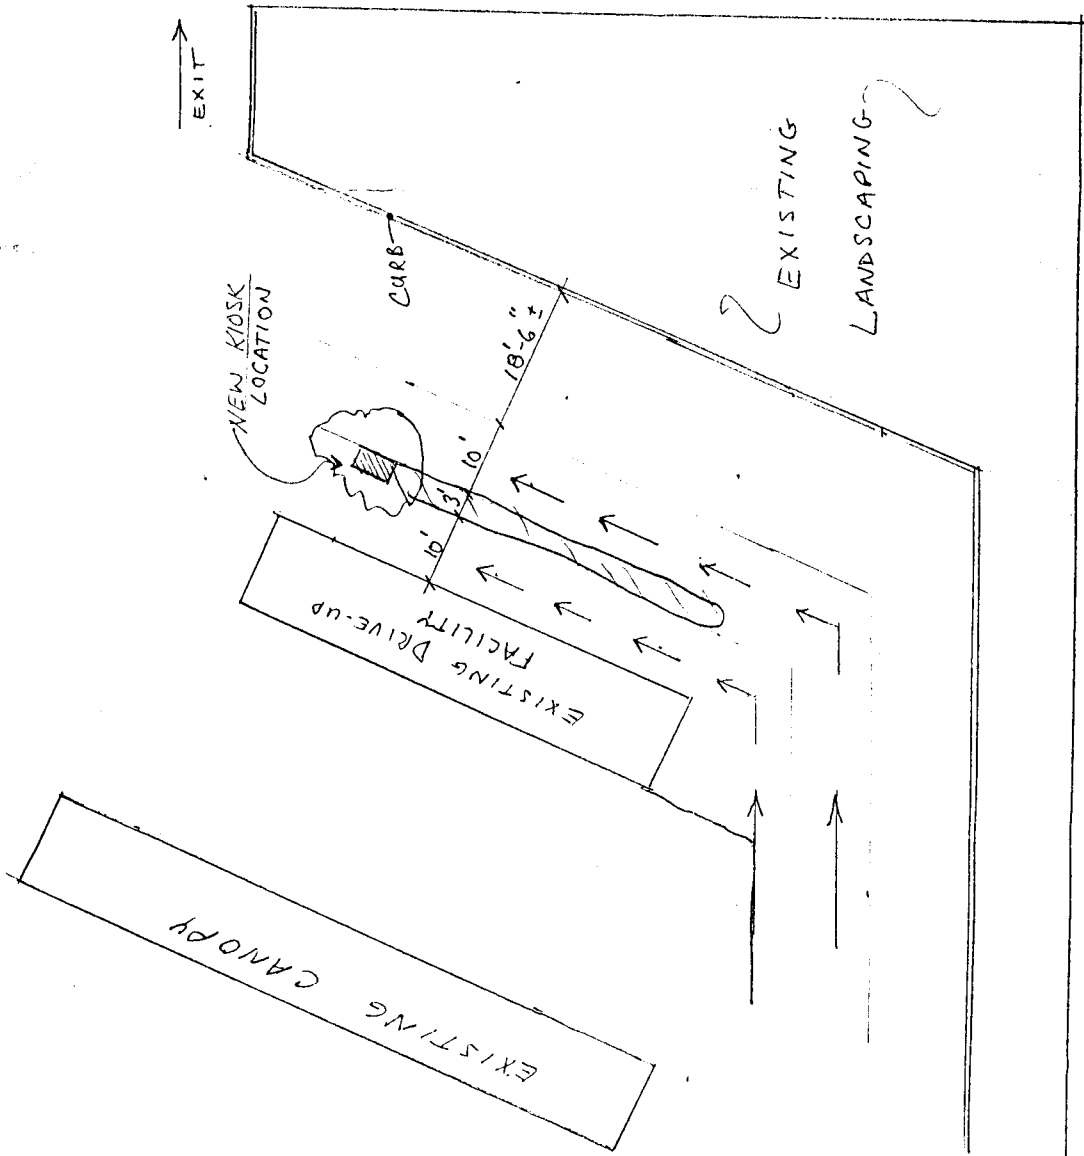 EXIT
NEW KIOSK
LOCATION
CURB
10'
3'
10'
18'-6" ±
EXISTING
LANDSCAPING
EXISTING DRIVE-UP
FACILITY
EXISTING CANOPY